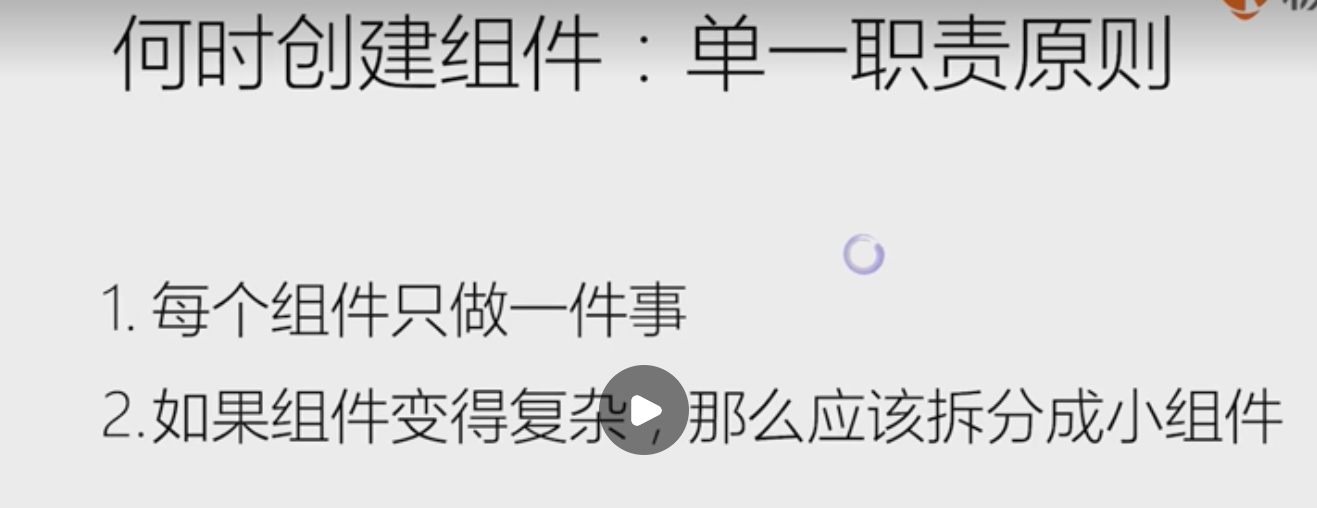 何时创建组件：单一职责原则
1. 每个组件只做一件事
2.如果组件变得复杂，那么应该拆分成小组件